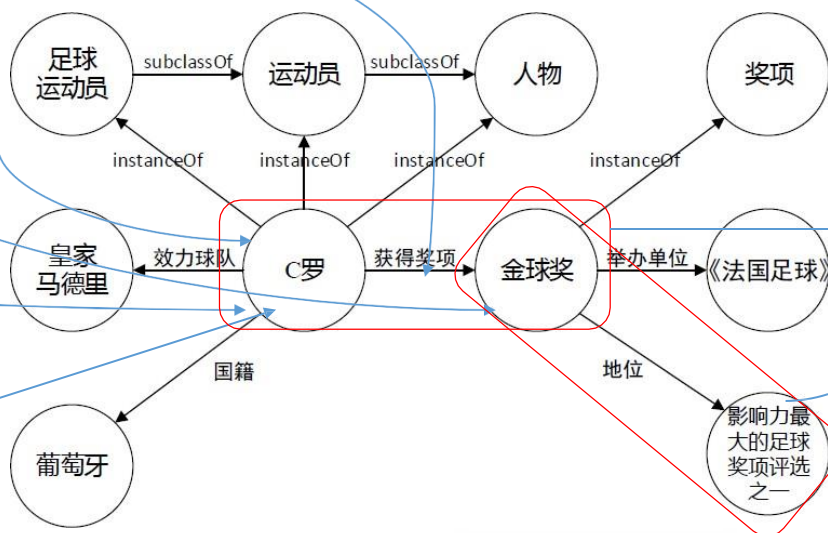 足球
运动员
subclassOf
运动员
subclassOf
人物
奖项
instanceOf
instanceOf
instanceOf
instanceOf
皇家
马德里
效力球队
C罗
获得奖项
金球奖
举办单位
《法国足球》
国籍
地位
葡萄牙
影响力最
大的足球
奖项评选
之一